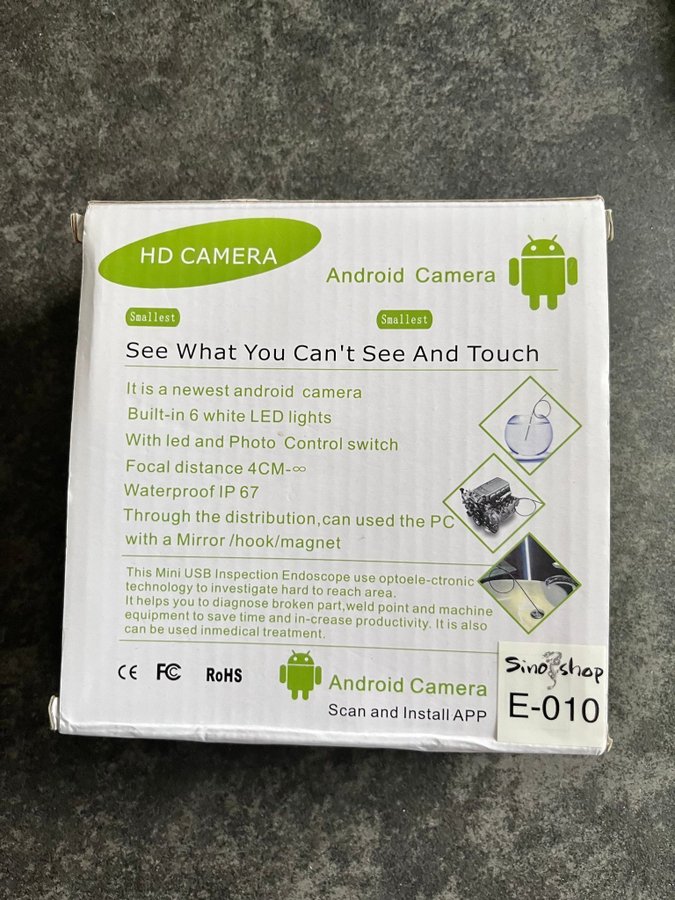 HD CAMERA
Android Camera
Smallest
Smallest
See What You Can't See And Touch
It is a newest android camera
Built-in 6 white LED lights
With led and Photo Control switch
Focal distance 4CM-∞
Waterproof IP 67
Through the distribution,can used the PC
with a Mirror /hook/magnet
This Mini USB Inspection Endoscope use optoele-ctronic
technology to investigate hard to reach area.
It helps you to diagnose broken part,weld point and machine
equipment to save time and in-crease productivity. It is also
can be used inmedical treatment.
CE FC RoHS
Android Camera
Scan and Install APP
Sino shop
E-010